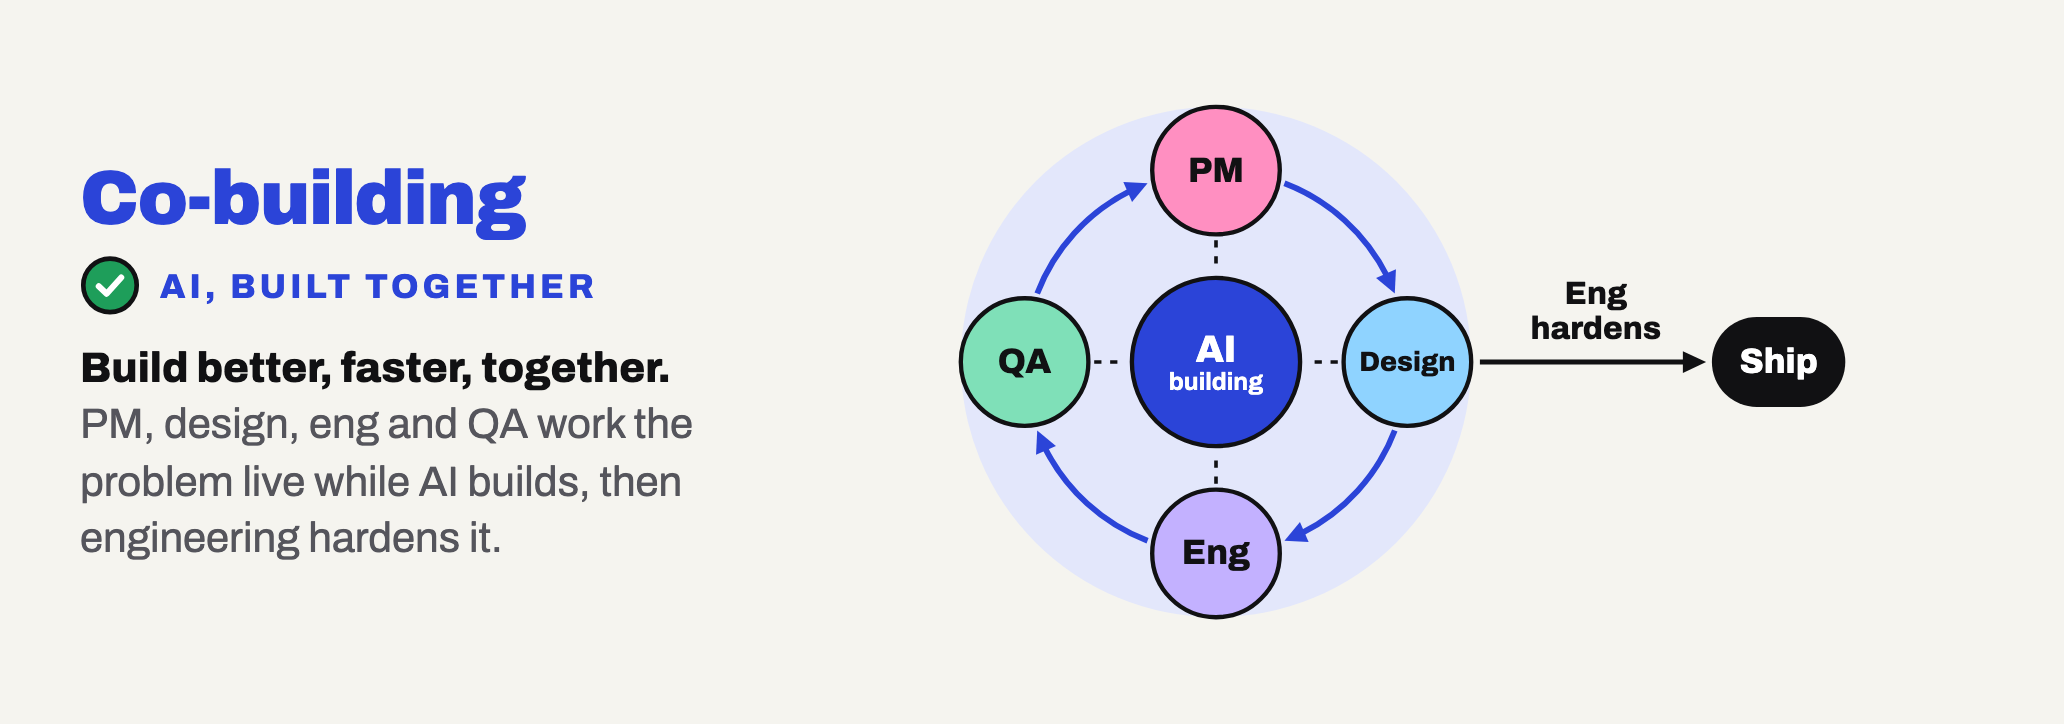 Co-building
AI, BUILT TOGETHER
Build better, faster, together.
PM, design, eng and QA work the
problem live while AI builds, then
engineering hardens it.
PM
QA
AI
building
Design
Eng
Eng
hardens
Ship